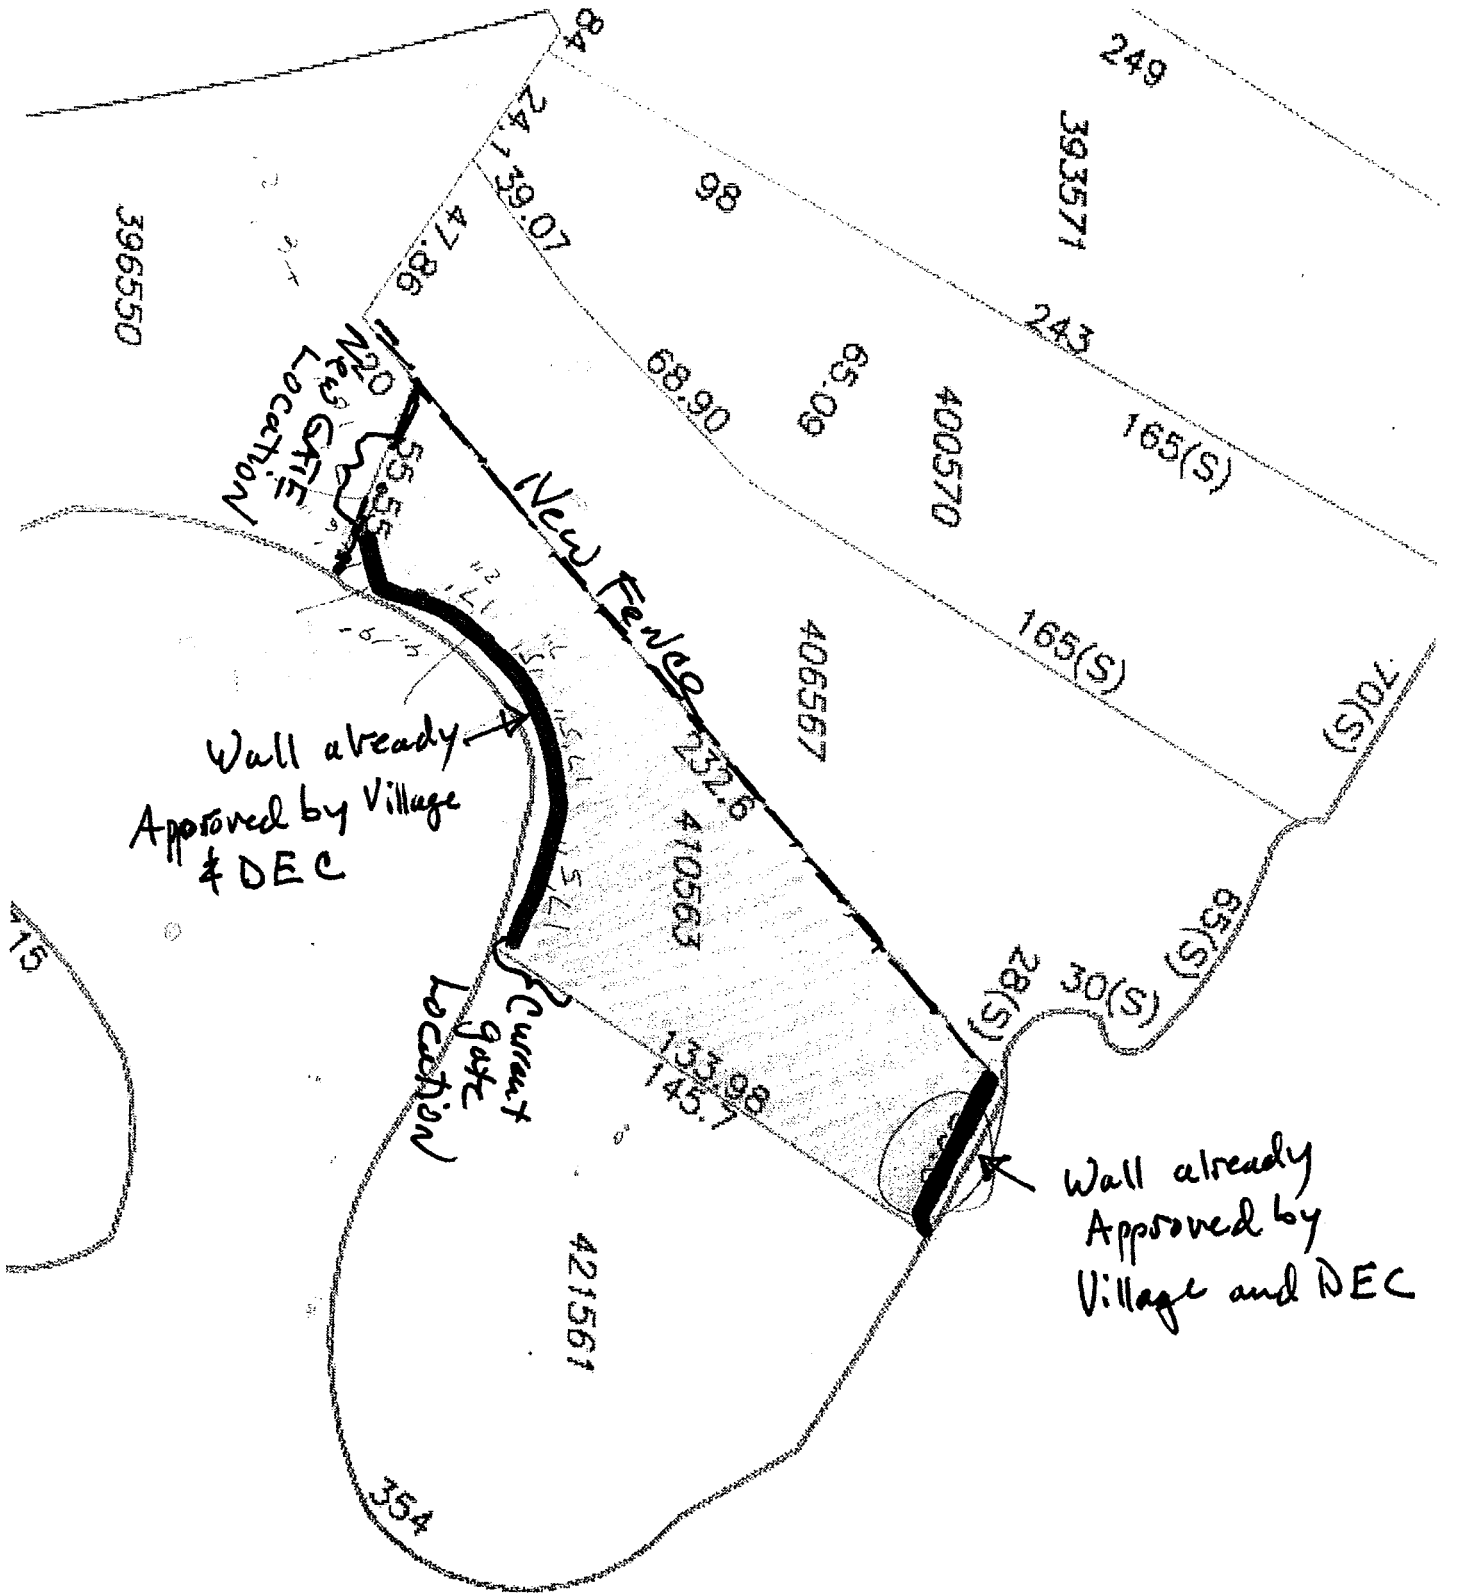 84
249
24.1
393571
98
39.07
47.86
396550
243
New GATE
Location
20
68.90
65.09
400570
165(S)
55.55
New Fence
406567
165(S)
70(S)
Wall already
Approved by Village
& DEC
232.6
410563
15
65(S)
28(S)
30(S)
Current
gate
Location
133.98
145.7
Wall already
Approved by
Village and DEC
421561
354